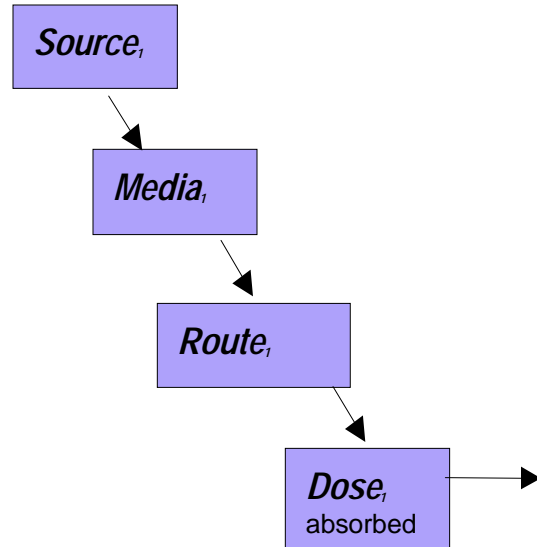 Source₁
Media₁
Route₁
Dose₁
absorbed